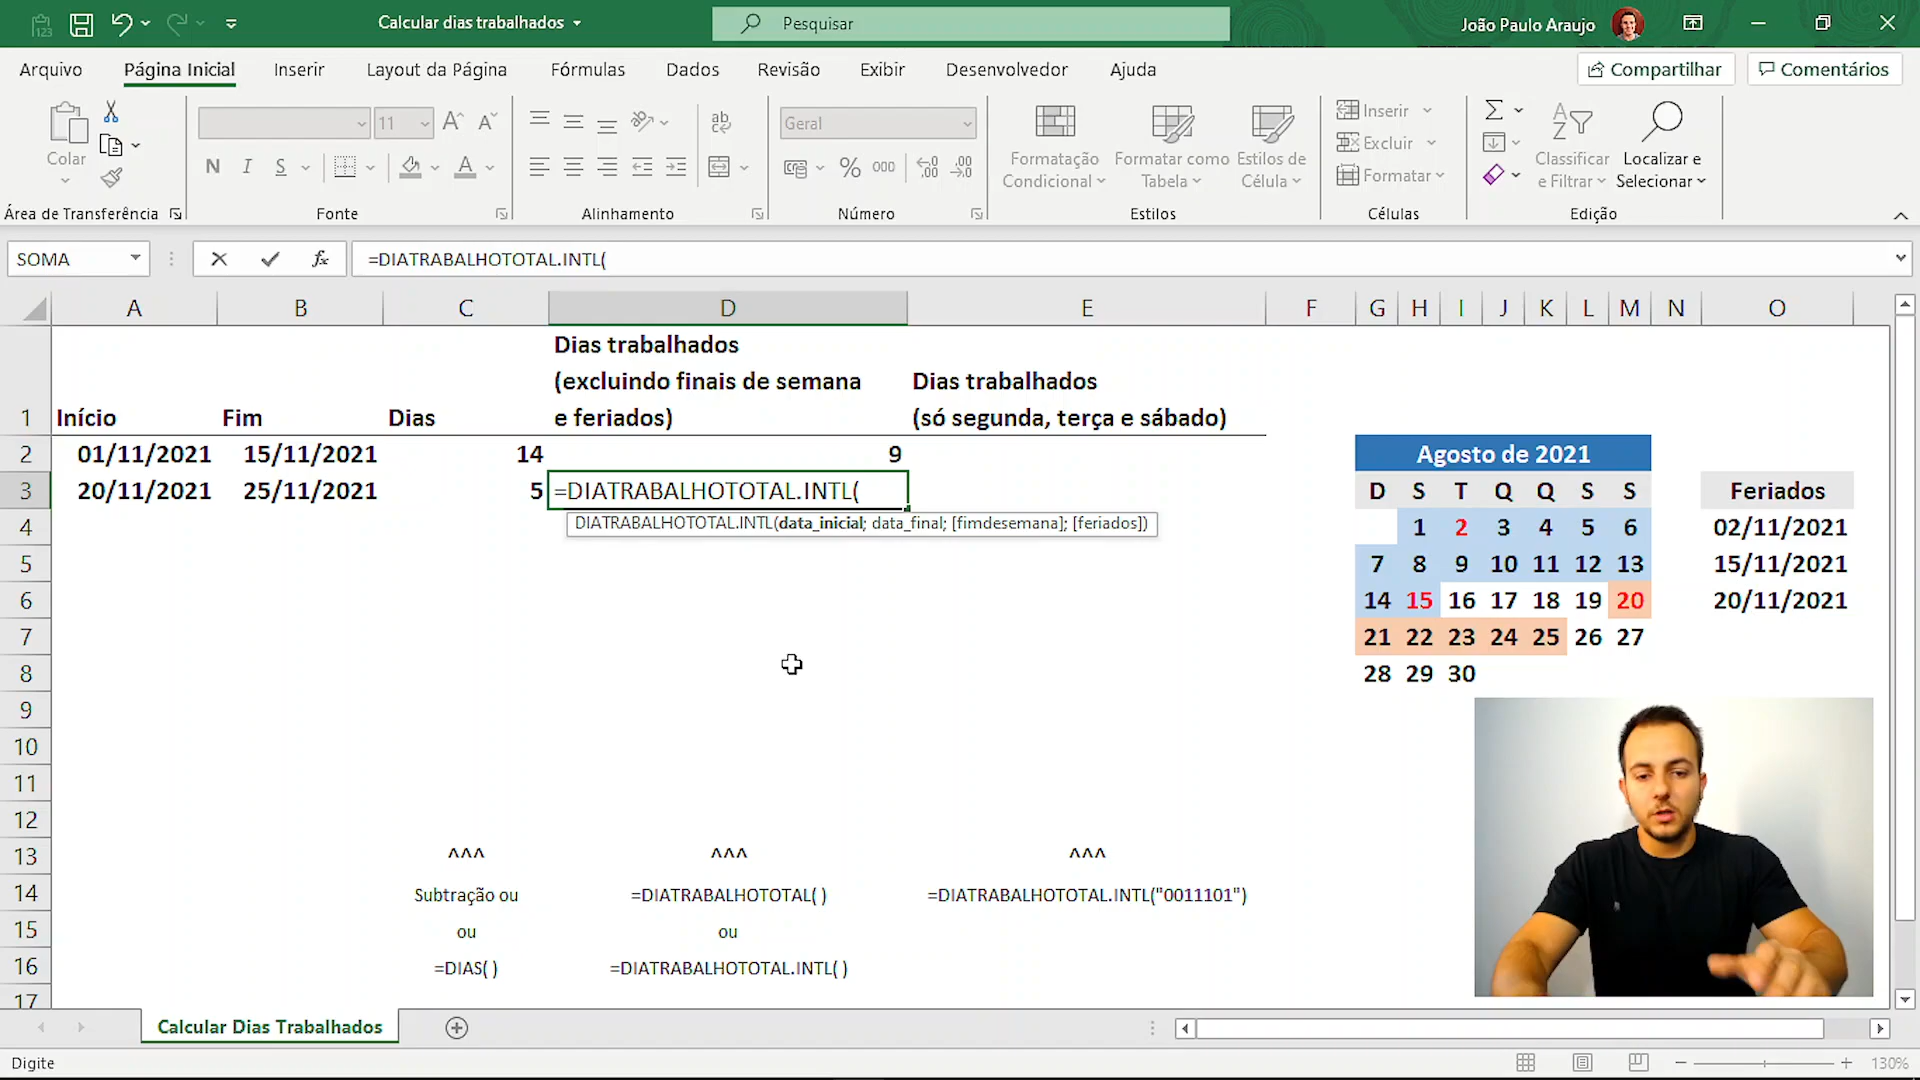 Calcular dias trabalhados
Pesquisar
João Paulo Araujo
Arquivo
Página Inicial
Inserir
Layout da Página
Fórmulas
Dados
Revisão
Exibir
Desenvolvedor
Ajuda
Compartilhar
Comentários
Colar
11
Geral
N I S
ab
c
% 000
Formatação Condicional
Formatar como Tabela
Estilos de Célula
Inserir
Excluir
Formatar
Classificar e Filtrar
Localizar e Selecionar
Área de Transferência
Fonte
Alinhamento
Número
Estilos
Células
Edição
SOMA
fx
=DIATRABALHOTOTAL.INTL(
A B C D E F G H I J K L M N O
Dias trabalhados
(excluindo finais de semana
Dias trabalhados
1 Início Fim Dias e feriados) (só segunda, terça e sábado)
2 01/11/2021 15/11/2021 14 9 Agosto de 2021
3 20/11/2021 25/11/2021 5 =DIATRABALHOTOTAL.INTL( D S T Q Q S S Feriados
DIATRABALHOTOTAL.INTL(data_inicial; data_final; [fimdesemana]; [feriados])
4 1 2 3 4 5 6 02/11/2021
5 7 8 9 10 11 12 13 15/11/2021
6 14 15 16 17 18 19 20 20/11/2021
7 21 22 23 24 25 26 27
8 28 29 30
9
10
11
12
13 ^^^ ^^^ ^^^
14 Subtração ou =DIATRABALHOTOTAL( ) =DIATRABALHOTOTAL.INTL("0011101")
15 ou ou
16 =DIAS( ) =DIATRABALHOTOTAL.INTL( )
17
Calcular Dias Trabalhados
Digite
130%